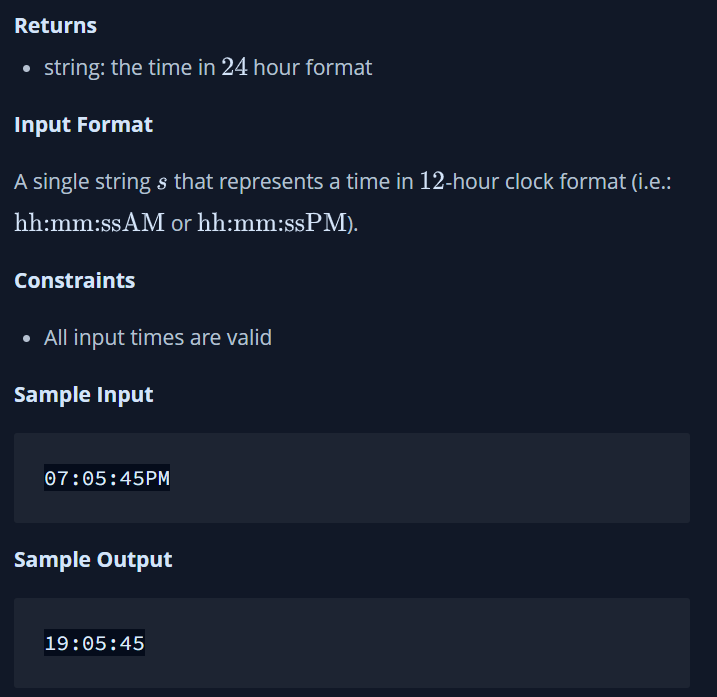 Returns
• string: the time in 24 hour format
Input Format
A single string s that represents a time in 12-hour clock format (i.e.:
hh:mm:ssAM or hh:mm:ssPM).
Constraints
• All input times are valid
Sample Input
07:05:45PM
Sample Output
19:05:45